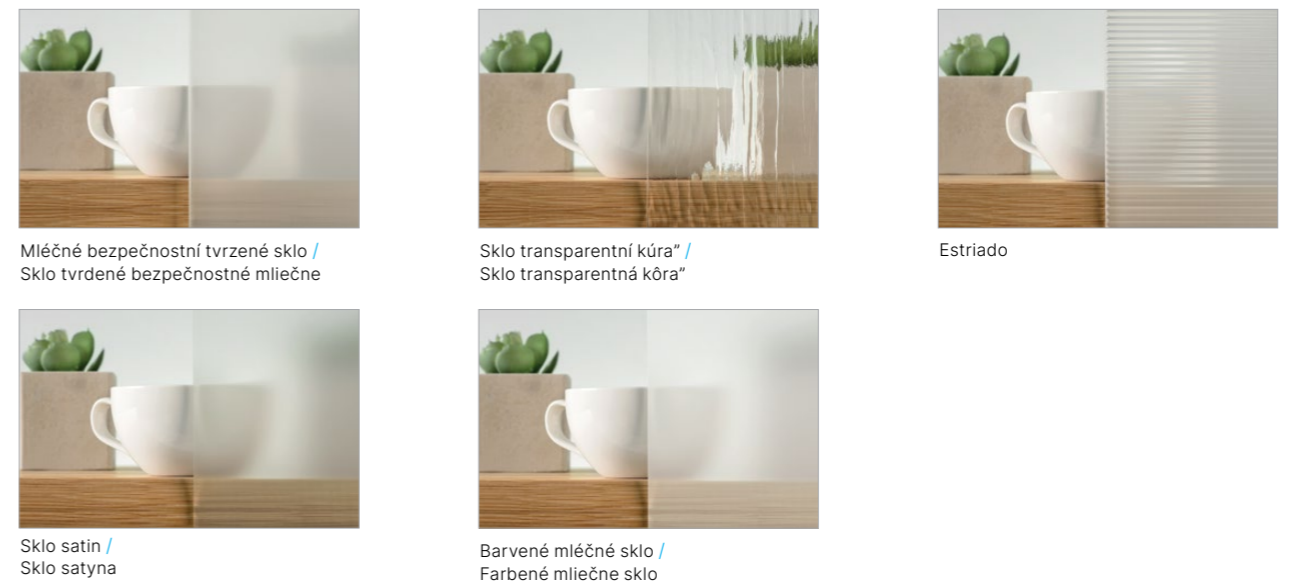 Mléčné bezpečnostní tvrzené sklo /
Sklo tvrdené bezpečnostné mliečne
Sklo transparentní kúra” /
Sklo transparentná kôra”
Estriado
Sklo satin /
Sklo satyna
Barvené mléčné sklo /
Farbené mliečne sklo